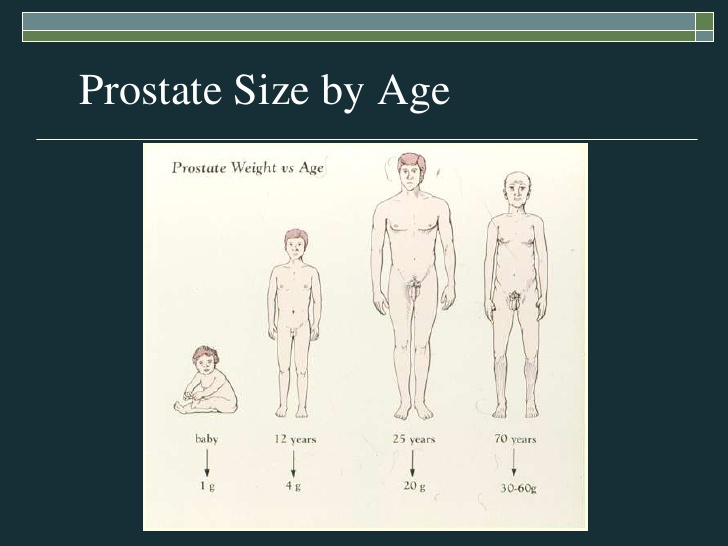 Prostate Size by Age
Prostate Weight vs Age
baby 12 years 25 years 70 years
1 g 4 g 20 g 30-60g